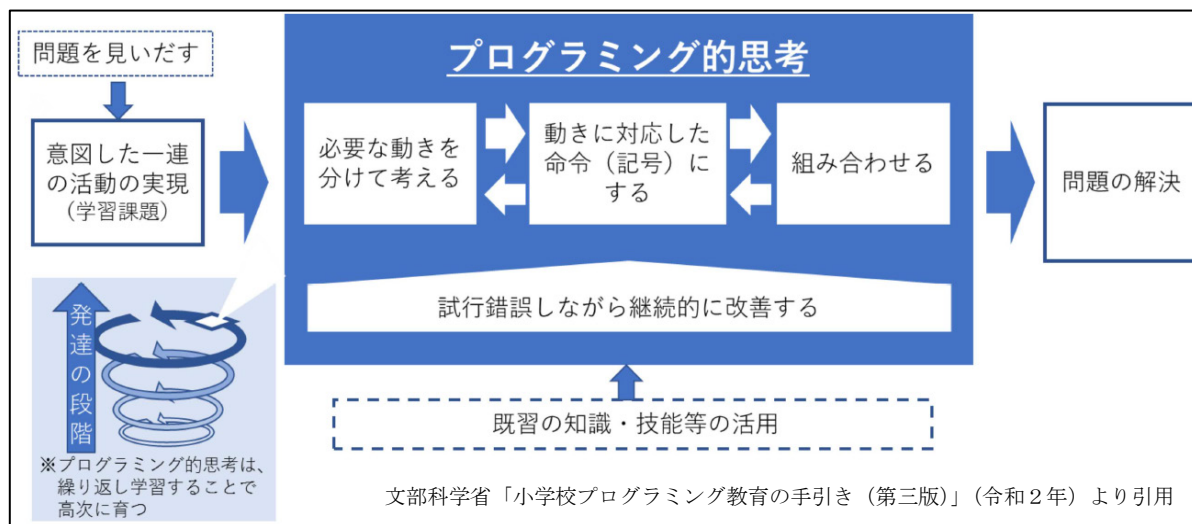 問題を見いだす
意図した一連
の活動の実現
（学習課題）
プログラミング的思考
必要な動きを
分けて考える
動きに対応した
命令（記号）に
する
組み合わせる
問題の解決
試行錯誤しながら継続的に改善する
既習の知識・技能等の活用
発達の段階
※プログラミング的思考は、
繰り返し学習することで
高次に育つ
文部科学省「小学校プログラミング教育の手引き（第三版）」（令和２年）より引用